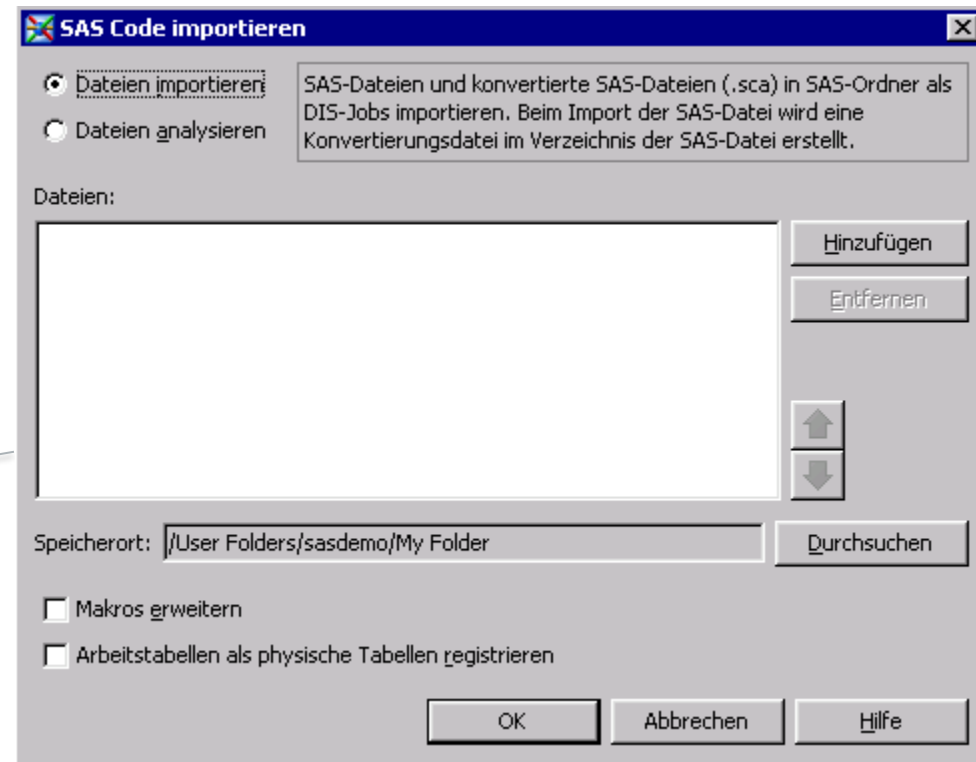 SAS Code importieren
Dateien importieren
Dateien analysieren
SAS-Dateien und konvertierte SAS-Dateien (.sca) in SAS-Ordner als
DIS-Jobs importieren. Beim Import der SAS-Datei wird eine
Konvertierungsdatei im Verzeichnis der SAS-Datei erstellt.
Dateien:
Hinzufügen
Entfernen
Speicherort: /User Folders/sasdemo/My Folder Durchsuchen
Makros erweitern
Arbeitstabellen als physische Tabellen registrieren
OK Abbrechen Hilfe